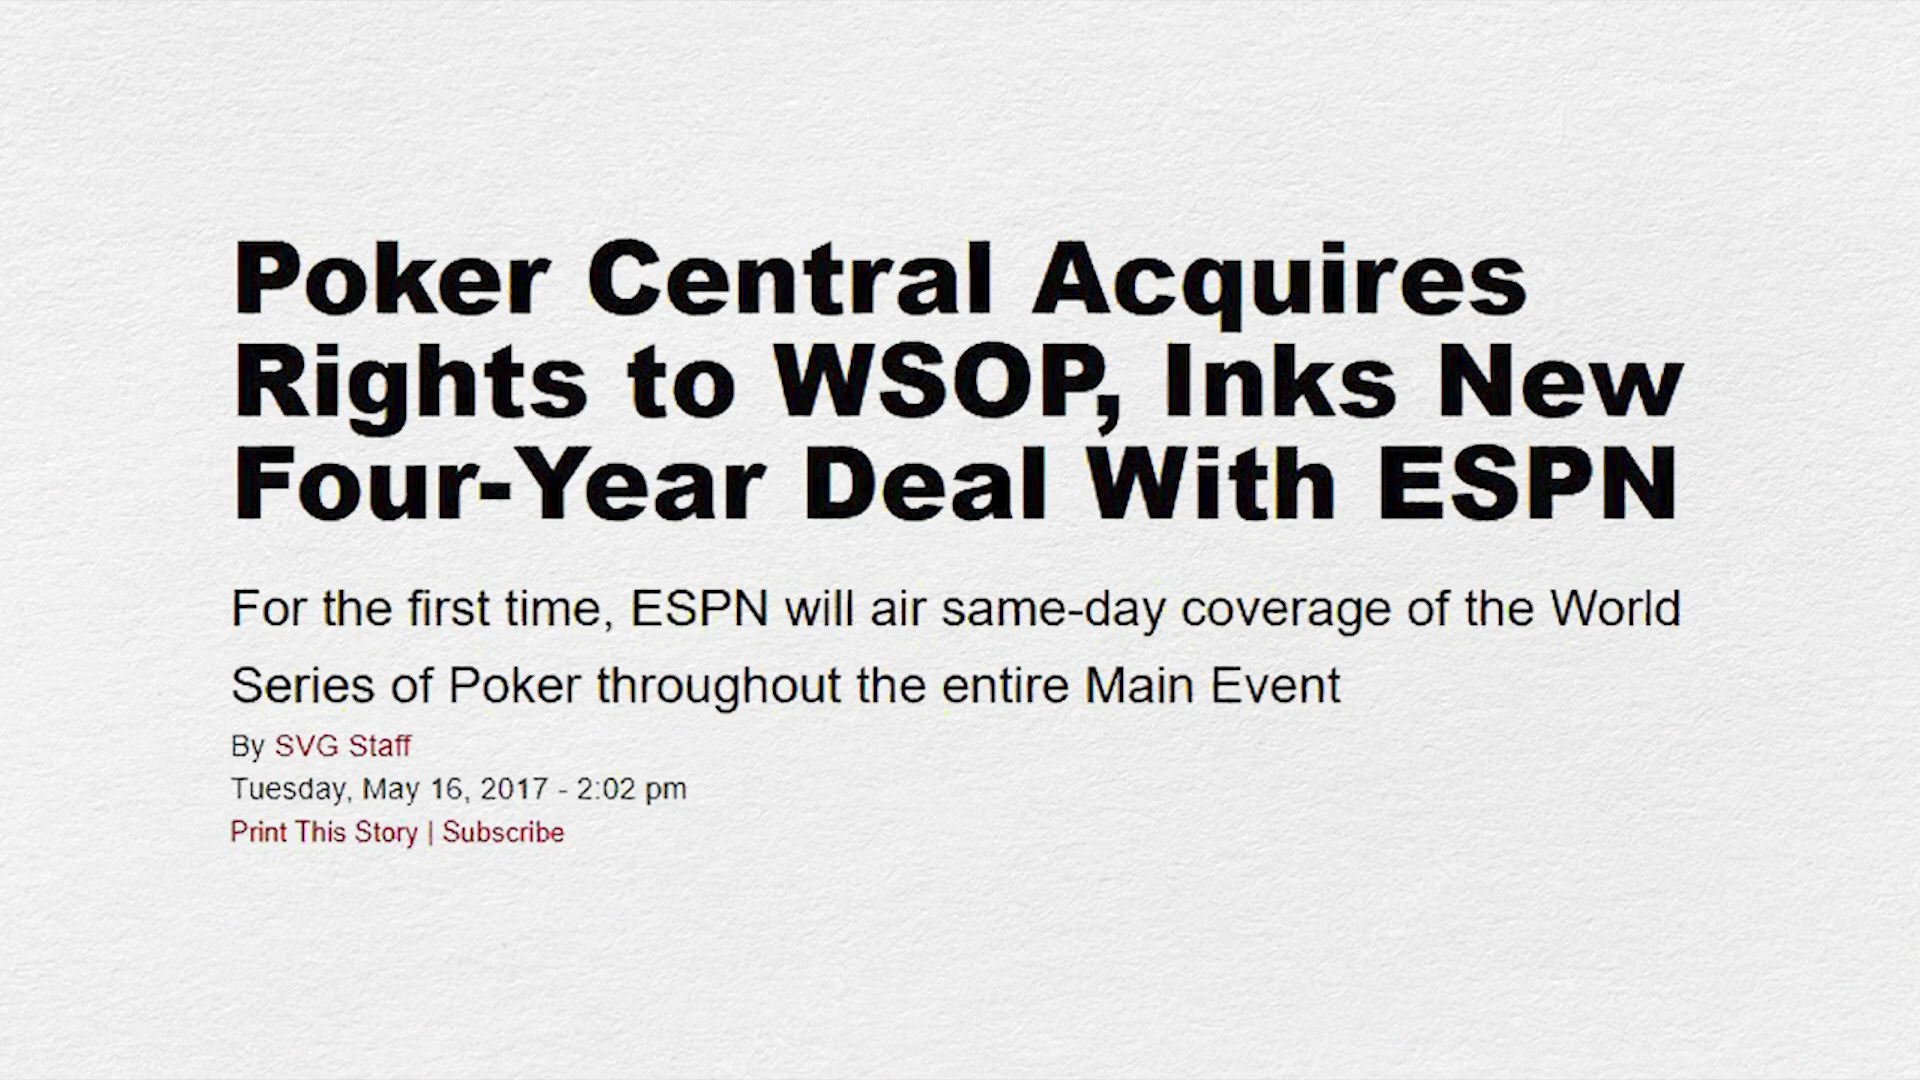 Poker Central Acquires
Rights to WSOP, Inks New
Four-Year Deal With ESPN
For the first time, ESPN will air same-day coverage of the World
Series of Poker throughout the entire Main Event
By SVG Staff
Tuesday, May 16, 2017 - 2:02 pm
Print This Story | Subscribe